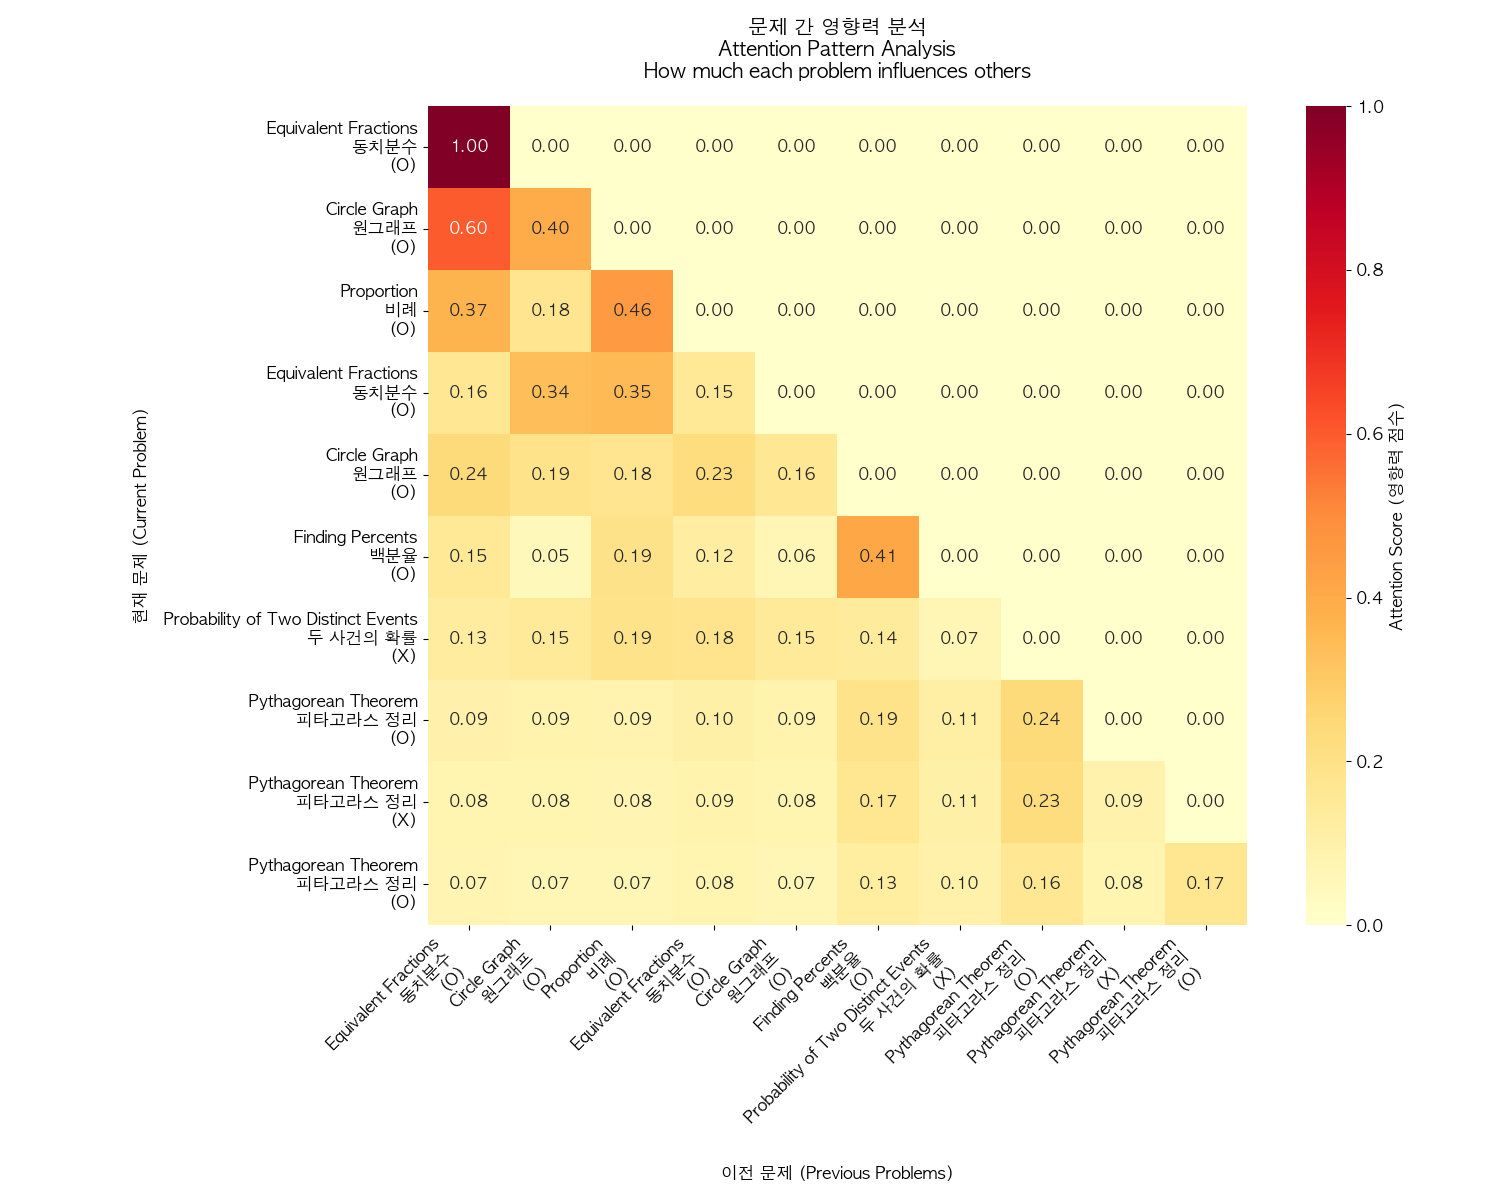 문제 간 영향력 분석
Attention Pattern Analysis
How much each problem influences others
현재 문제 (Current Problem)
Equivalent Fractions
동치분수
(O)
1.00 0.00 0.00 0.00 0.00 0.00 0.00 0.00 0.00 0.00
Circle Graph
원그래프
(O)
0.60 0.40 0.00 0.00 0.00 0.00 0.00 0.00 0.00 0.00
Proportion
비례
(O)
0.37 0.18 0.46 0.00 0.00 0.00 0.00 0.00 0.00 0.00
Equivalent Fractions
동치분수
(O)
0.16 0.34 0.35 0.15 0.00 0.00 0.00 0.00 0.00 0.00
Circle Graph
원그래프
(O)
0.24 0.19 0.18 0.23 0.16 0.00 0.00 0.00 0.00 0.00
Finding Percents
백분율
(O)
0.15 0.05 0.19 0.12 0.06 0.41 0.00 0.00 0.00 0.00
Probability of Two Distinct Events
두 사건의 확률
(X)
0.13 0.15 0.19 0.18 0.15 0.14 0.07 0.00 0.00 0.00
Pythagorean Theorem
피타고라스 정리
(O)
0.09 0.09 0.09 0.10 0.09 0.19 0.11 0.24 0.00 0.00
Pythagorean Theorem
피타고라스 정리
(X)
0.08 0.08 0.08 0.09 0.08 0.17 0.11 0.23 0.09 0.00
Pythagorean Theorem
피타고라스 정리
(O)
0.07 0.07 0.07 0.08 0.07 0.13 0.10 0.16 0.08 0.17
Equivalent Fractions
동치분수
(O)
Circle Graph
원그래프
(O)
Proportion
비례
(O)
Equivalent Fractions
동치분수
(O)
Circle Graph
원그래프
(O)
Finding Percents
백분율
(O)
Probability of Two Distinct Events
두 사건의 확률
(X)
Pythagorean Theorem
피타고라스 정리
(O)
Pythagorean Theorem
피타고라스 정리
(X)
Pythagorean Theorem
피타고라스 정리
(O)
이전 문제 (Previous Problems)
1.0
0.8
0.6
0.4
0.2
0.0
Attention Score (영향력 점수)